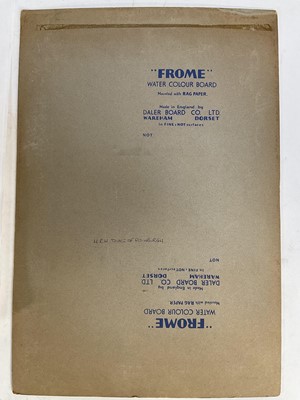 "FROME"
WATER COLOUR BOARD
Mounted with RAG PAPER.
Made in England by
DALER BOARD CO. LTD.
WAREHAM DORSET
NOT
NOT
WAREHAM DORSET
DALER BOARD CO. LTD.
Made in England by
Mounted with RAG PAPER.
WATER COLOUR BOARD
"FROME"